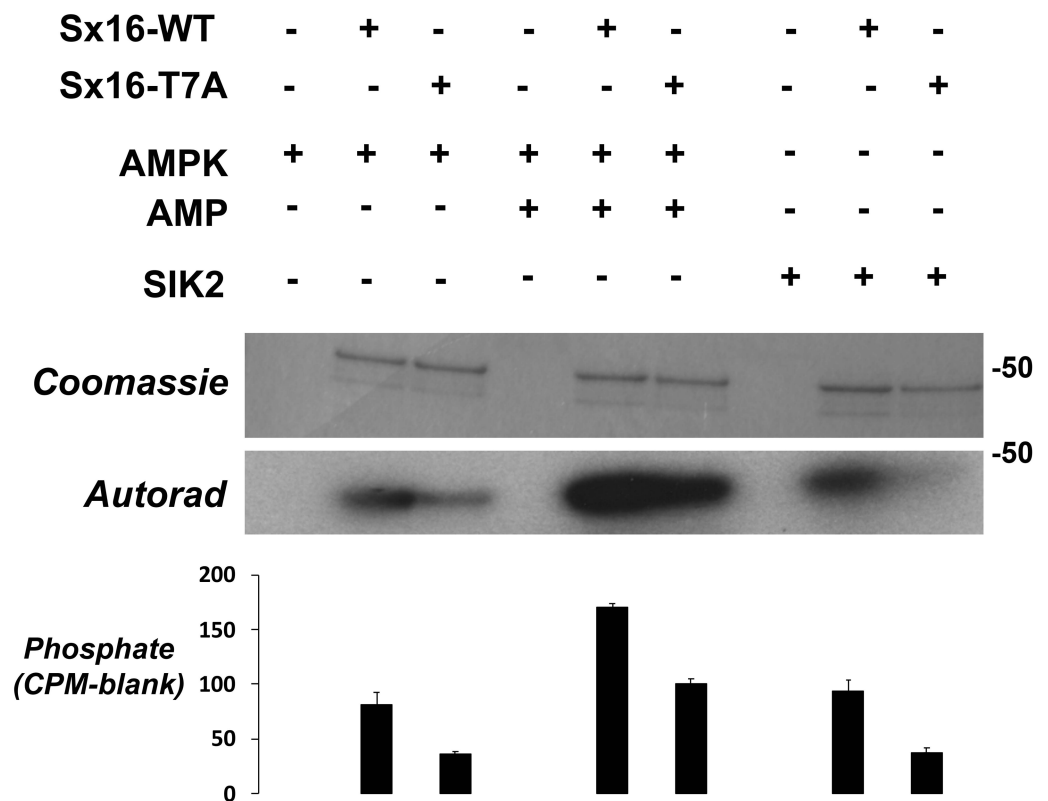 Sx16-WT - + - - + - - + -
Sx16-T7A - - + - - + - - +
AMPK + + + + + + - - -
AMP - - - + + + - - -
SIK2 - - - - - - + + +
Coomassie -50
-50
Autorad
200
150
Phosphate
(CPM-blank) 100
50
0